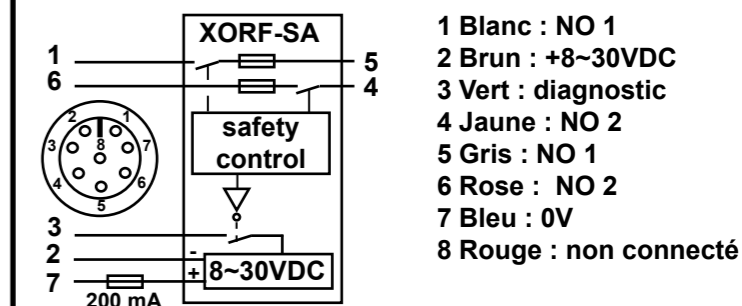 XORF-SA
1
6
5
4
safety
control
2
1
3
8
7
4
6
5
3
2
7
-
+
8~30VDC
200 mA
1 Blanc : NO 1
2 Brun : +8~30VDC
3 Vert : diagnostic
4 Jaune : NO 2
5 Gris : NO 1
6 Rose : NO 2
7 Bleu : 0V
8 Rouge : non connecté